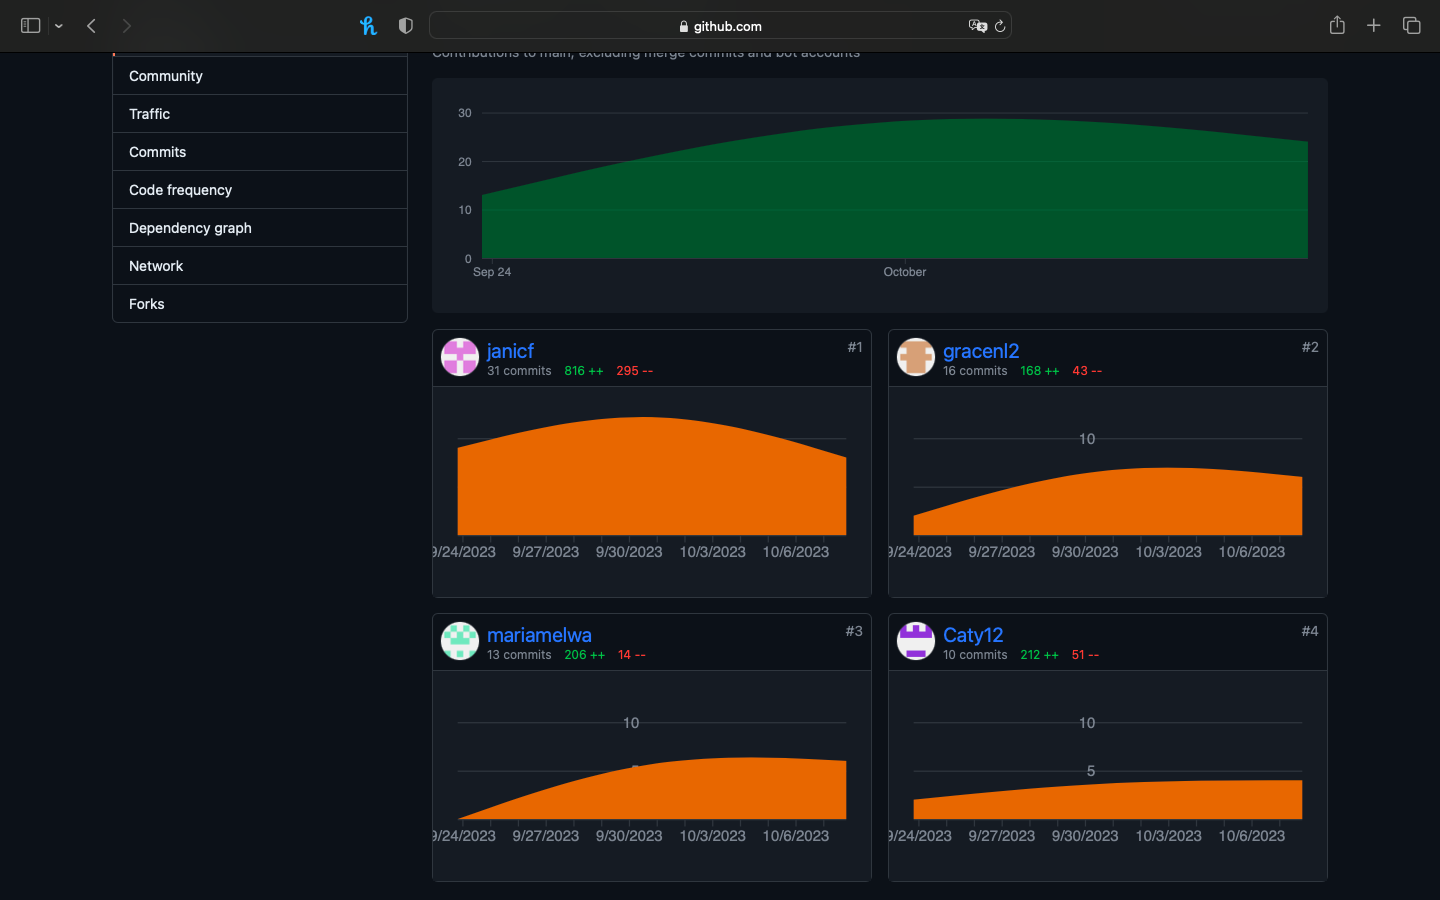 github.com
Contributions to main, excluding merge commits and bot accounts
Community
Traffic
Commits
Code frequency
Dependency graph
Network
Forks
30
20
10
0
Sep 24
October
janicf
#1
31 commits 816 ++ 295 --
9/24/2023 9/27/2023 9/30/2023 10/3/2023 10/6/2023
gracenl2
#2
16 commits 168 ++ 43 --
10
9/24/2023 9/27/2023 9/30/2023 10/3/2023 10/6/2023
mariamelwa
#3
13 commits 206 ++ 14 --
10
9/24/2023 9/27/2023 9/30/2023 10/3/2023 10/6/2023
Caty12
#4
10 commits 212 ++ 51 --
10
5
9/24/2023 9/27/2023 9/30/2023 10/3/2023 10/6/2023